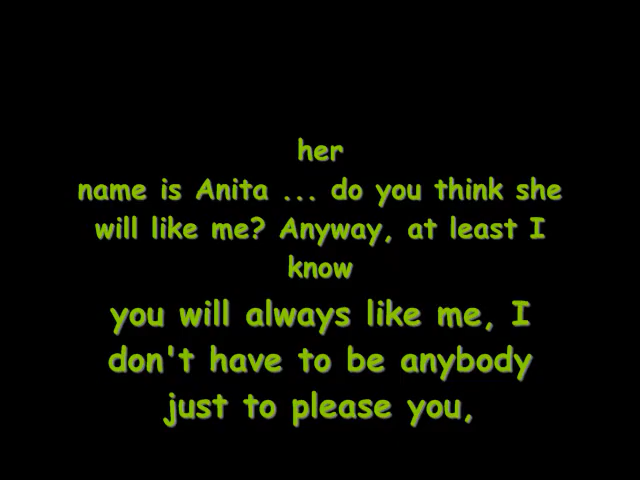 her
name is Anita ... do you think she
will like me? Anyway, at least I
know
you will always like me, I
don't have to be anybody
just to please you,